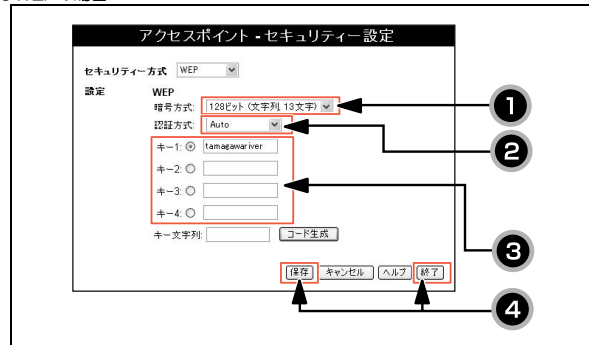 アクセスポイント - セキュリティー設定
セキュリティー方式 WEP
設定 WEP
暗号方式: 128ビット (文字列, 13文字)
認証方式: Auto
キー1: tamagawariver
キー2:
キー3:
キー4:
キー文字列: コード生成
保存 キャンセル ヘルプ 終了
1
2
3
4